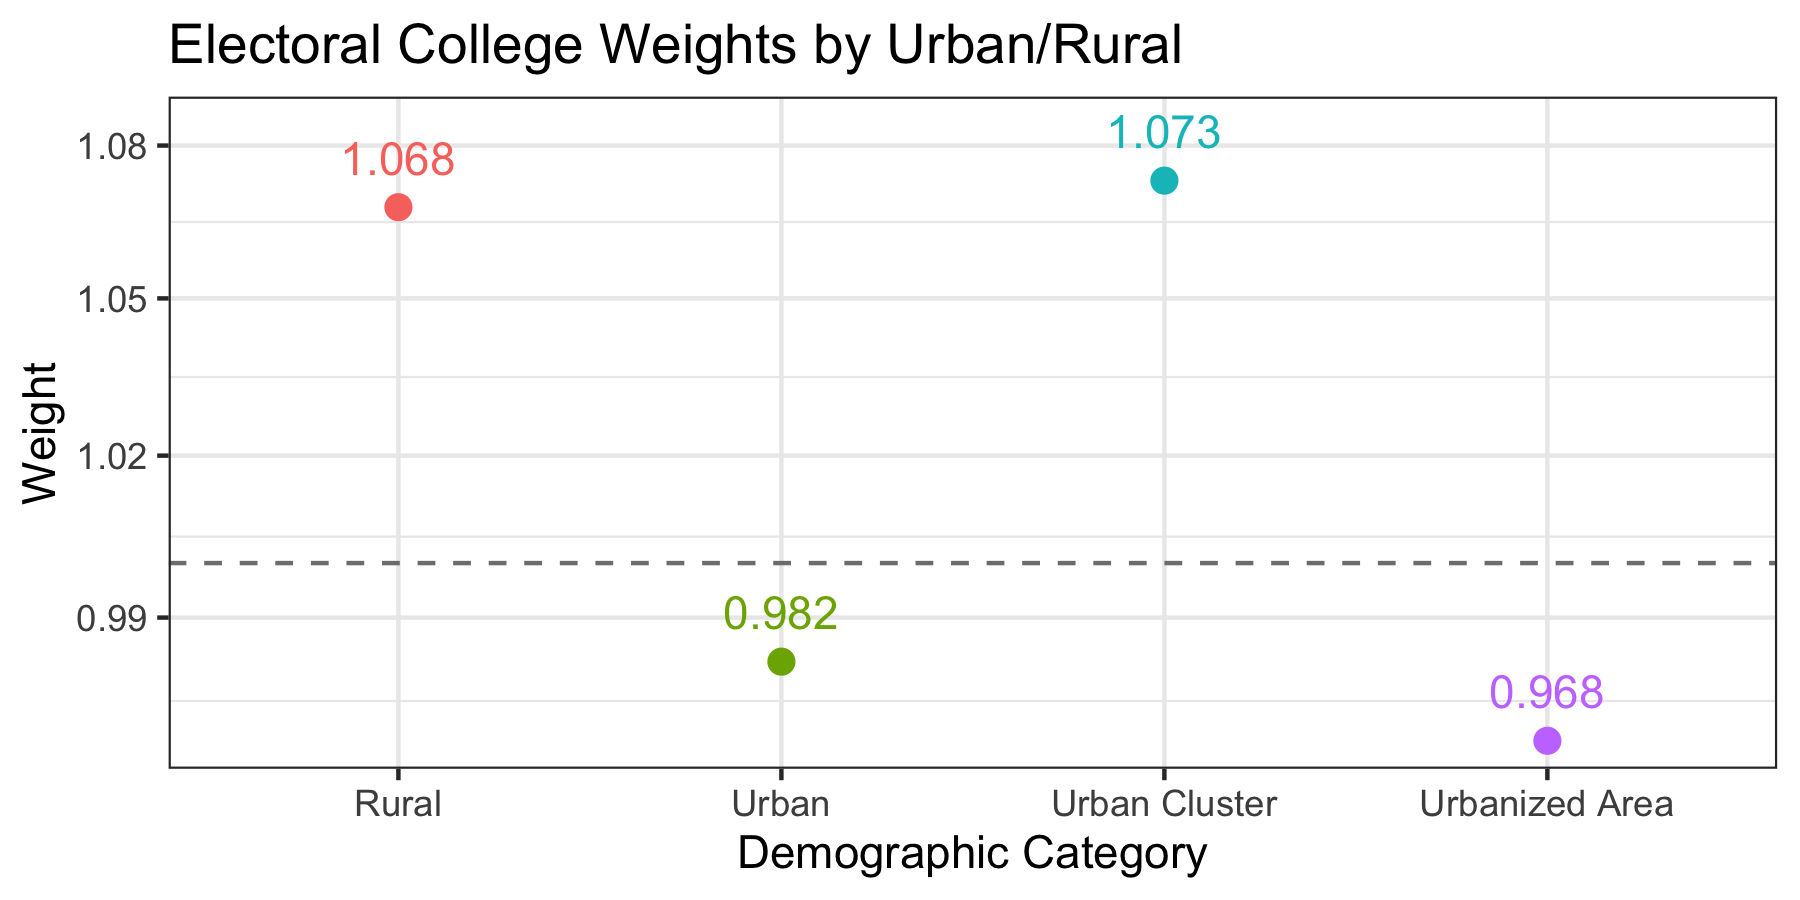 Electoral College Weights by Urban/Rural
1.08
1.05
1.02
0.99
Weight
1.068
0.982
1.073
0.968
Rural
Urban
Urban Cluster
Urbanized Area
Demographic Category